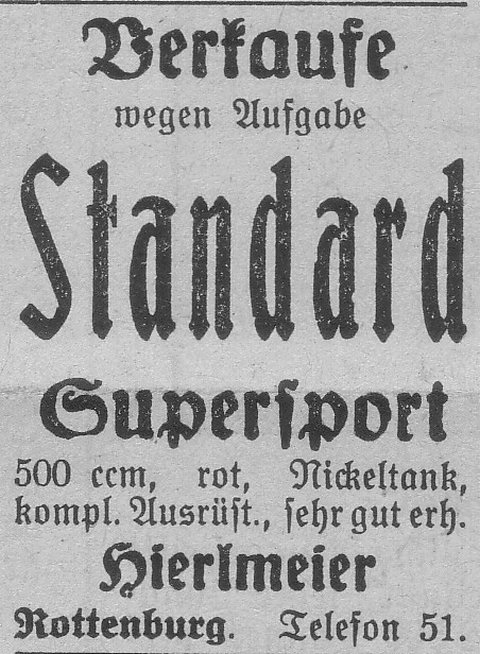 Verkaufe
wegen Aufgabe
Standard
Supersport
500 ccm, rot, Nickeltank,
kompl. Ausrüst., sehr gut erh.
Hierlmeier
Rottenburg. Telefon 51.